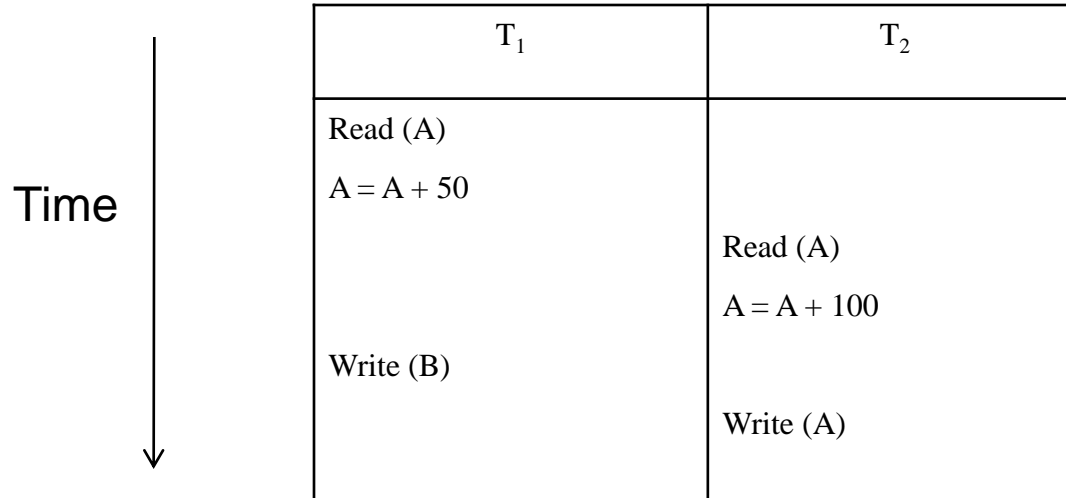 T₁ T₂
Read (A)
A = A + 50
Time
Read (A)
A = A + 100
Write (B)
Write (A)